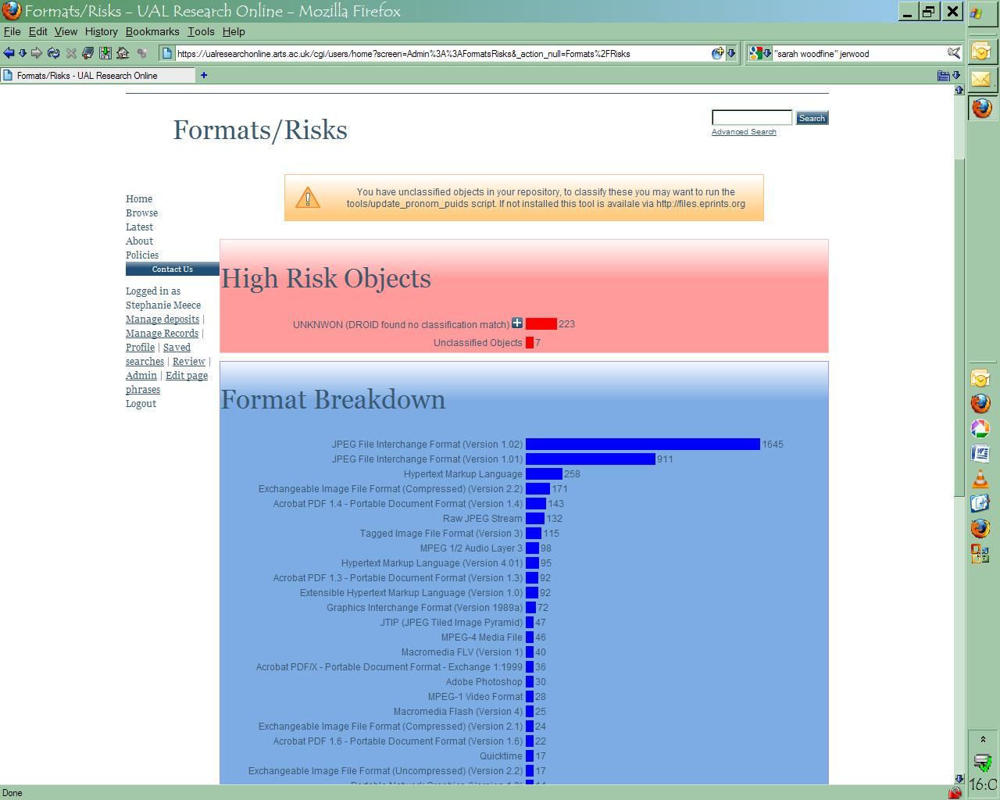 Formats/Risks - UAL Research Online - Mozilla Firefox
File Edit View History Bookmarks Tools Help
https://ualresearchonline.arts.ac.uk/cgi/users/home?screen=Admin%3A%3AFormatsRisks&_action_null=Formats%2FRisks
"sarah woodfine" jerwood
Formats/Risks - UAL Research Online
Formats/Risks
Search
Advanced Search
You have unclassified objects in your repository, to classify these you may want to run the
tools/update_pronom_puids script. If not installed this tool is availale via http://files.eprints.org
Home
Browse
Latest
About
Policies
Contact Us
Logged in as
Stephanie Meece
Manage deposits |
Manage Records |
Profile | Saved
searches | Review |
Admin | Edit page
phrases
Logout
High Risk Objects
UNKNWON (DROID found no classification match) 223
Unclassified Objects 7
Format Breakdown
JPEG File Interchange Format (Version 1.02) 1645
JPEG File Interchange Format (Version 1.01) 911
Hypertext Markup Language 258
Exchangeable Image File Format (Compressed) (Version 2.2) 171
Acrobat PDF 1.4 - Portable Document Format (Version 1.4) 143
Raw JPEG Stream 132
Tagged Image File Format (Version 3) 115
MPEG 1/2 Audio Layer 3 98
Hypertext Markup Language (Version 4.01) 95
Acrobat PDF 1.3 - Portable Document Format (Version 1.3) 92
Extensible Hypertext Markup Language (Version 1.0) 92
Graphics Interchange Format (Version 1989a) 72
JTIP (JPEG Tiled Image Pyramid) 47
MPEG-4 Media File 46
Macromedia FLV (Version 1) 40
Acrobat PDF/X - Portable Document Format - Exchange 1:1999 36
Adobe Photoshop 30
MPEG-1 Video Format 28
Macromedia Flash (Version 4) 25
Exchangeable Image File Format (Compressed) (Version 2.1) 24
Acrobat PDF 1.6 - Portable Document Format (Version 1.6) 22
Quicktime 17
Exchangeable Image File Format (Uncompressed) (Version 2.2) 17
Done
16:0